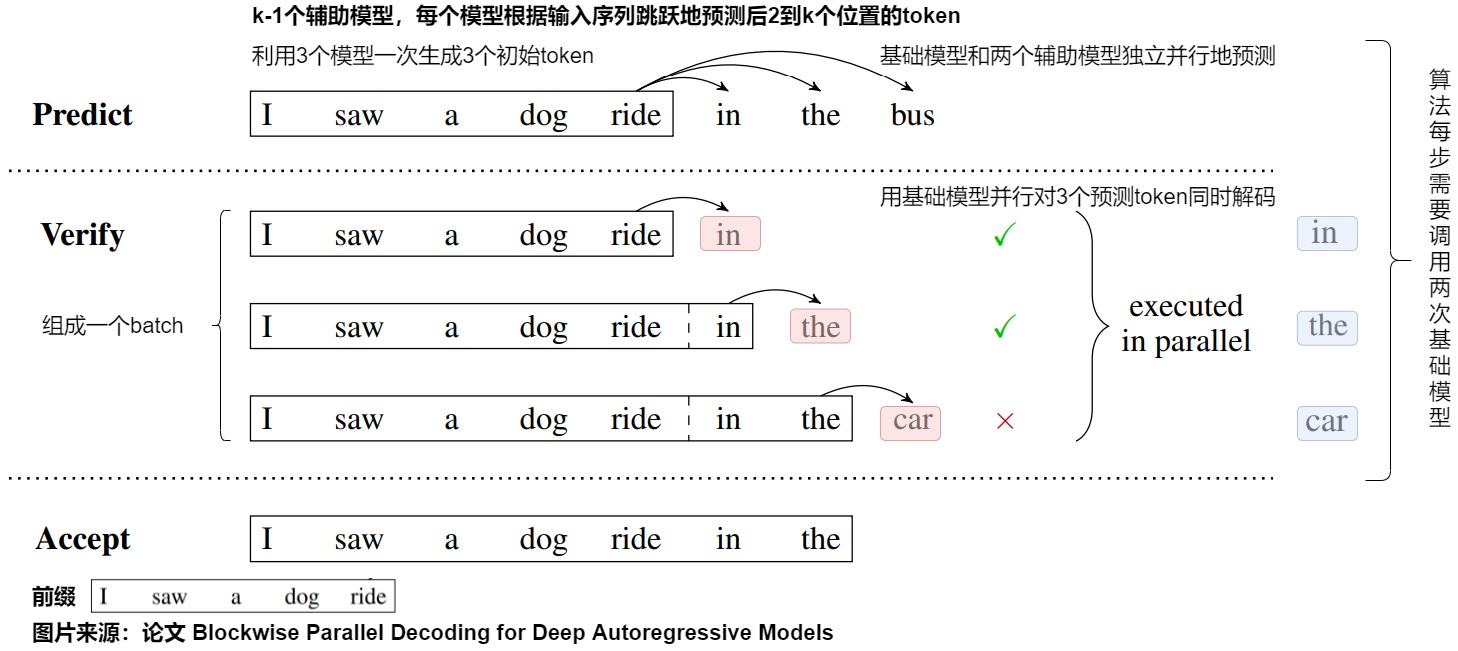 k-1个辅助模型，每个模型根据输入序列跳跃地预测后2到k个位置的token
利用3个模型一次生成3个初始token
基础模型和两个辅助模型独立并行地预测
Predict
I saw a dog ride in the bus
用基础模型并行对3个预测token同时解码
Verify
I saw a dog ride in ✓ in
组成一个batch
I saw a dog ride in the ✓ the
executed
in parallel
I saw a dog ride in the car × car
算法每步需要调用两次基础模型
Accept
I saw a dog ride in the
前缀 I saw a dog ride
图片来源：论文 Blockwise Parallel Decoding for Deep Autoregressive Models